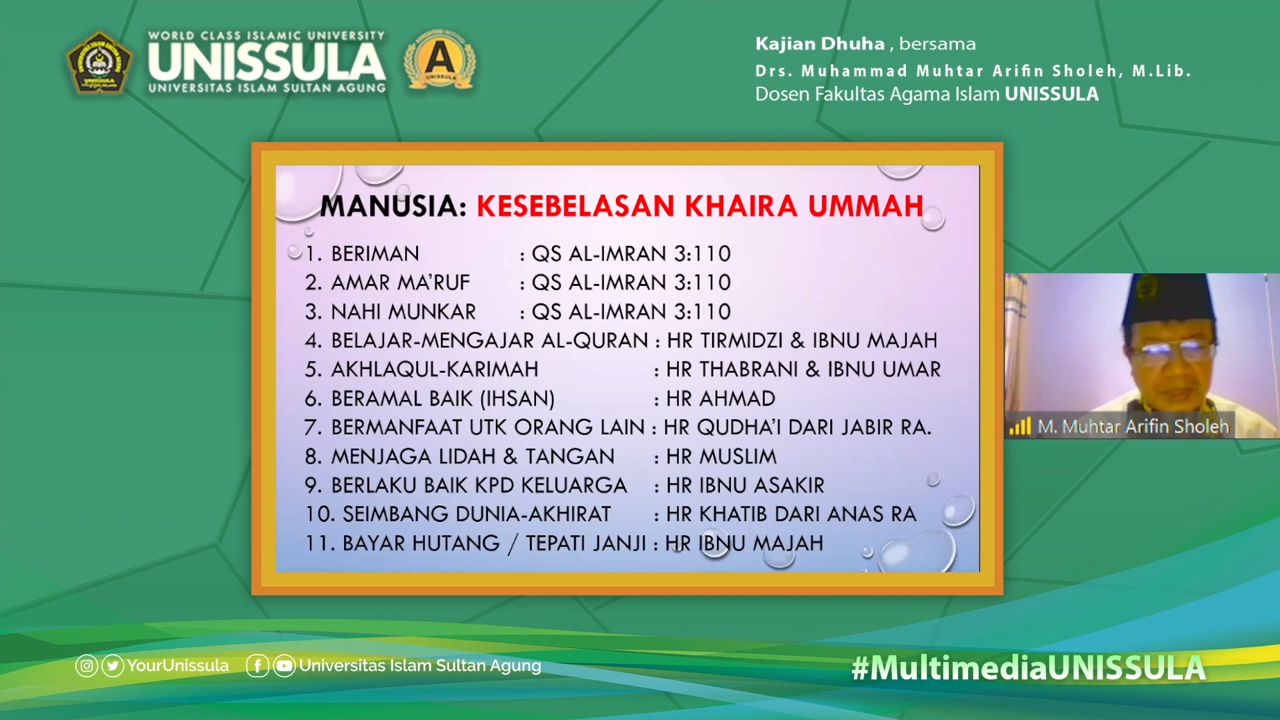 WORLD CLASS ISLAMIC UNIVERSITY
UNISSULA
UNIVERSITAS ISLAM SULTAN AGUNG
A
UNISSULA
Kajian Dhuha , bersama
Drs. Muhammad Muhtar Arifin Sholeh, M.Lib.
Dosen Fakultas Agama Islam UNISSULA
MANUSIA: KESEBELASAN KHAIRA UMMAH
1. BERIMAN : QS AL-IMRAN 3:110
2. AMAR MA'RUF : QS AL-IMRAN 3:110
3. NAHI MUNKAR : QS AL-IMRAN 3:110
4. BELAJAR-MENGAJAR AL-QURAN : HR TIRMIDZI & IBNU MAJAH
5. AKHLAQUL-KARIMAH : HR THABRANI & IBNU UMAR
6. BERAMAL BAIK (IHSAN) : HR AHMAD
7. BERMANFAAT UTK ORANG LAIN : HR QUDHA'I DARI JABIR RA.
8. MENJAGA LIDAH & TANGAN : HR MUSLIM
9. BERLAKU BAIK KPD KELUARGA : HR IBNU ASAKIR
10. SEIMBANG DUNIA-AKHIRAT : HR KHATIB DARI ANAS RA
11. BAYAR HUTANG / TEPATI JANJI : HR IBNU MAJAH
M. Muhtar Arifin Sholeh
YourUnissula
Universitas Islam Sultan Agung
#MultimediaUNISSULA